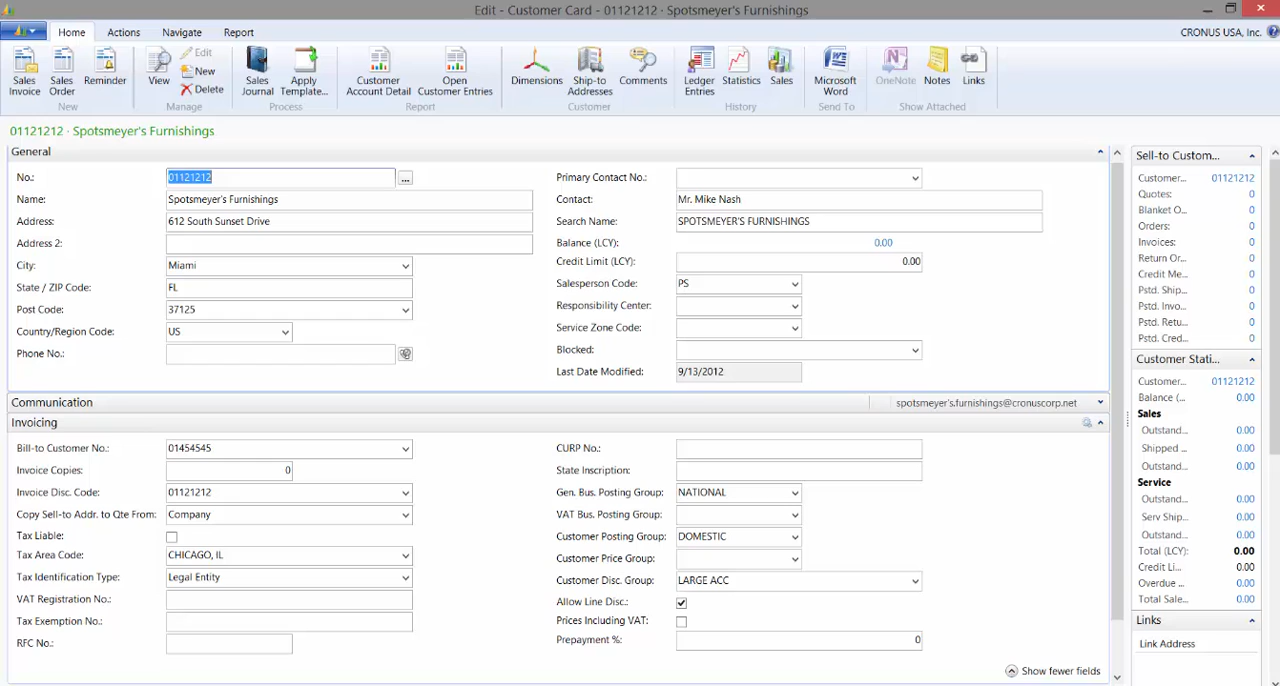 Edit - Customer Card - 01121212 · Spotsmeyer's Furnishings
Home Actions Navigate Report
CRONUS USA, Inc.
Sales Invoice
Sales Order
Reminder
New
View
Edit
New
Delete
Manage
Sales Journal
Apply Template...
Process
Customer Account Detail
Open Customer Entries
Report
Dimensions
Ship-to Addresses
Comments
Customer
Ledger Entries
Statistics
Sales
History
Microsoft Word
Send To
OneNote
Notes
Links
Show Attached
01121212 · Spotsmeyer's Furnishings
General
No.: 01121212 ...
Name: Spotsmeyer's Furnishings
Address: 612 South Sunset Drive
Address 2:
City: Miami
State / ZIP Code: FL
Post Code: 37125
Country/Region Code: US
Phone No.:
Primary Contact No.:
Contact: Mr. Mike Nash
Search Name: SPOTSMEYER'S FURNISHINGS
Balance (LCY): 0.00
Credit Limit (LCY): 0.00
Salesperson Code: PS
Responsibility Center:
Service Zone Code:
Blocked:
Last Date Modified: 9/13/2012
Communication spotsmeyer's.furnishings@cronuscorp.net
Invoicing
Bill-to Customer No.: 01454545
Invoice Copies: 0
Invoice Disc. Code: 01121212
Copy Sell-to Addr. to Qte From: Company
Tax Liable:
Tax Area Code: CHICAGO, IL
Tax Identification Type: Legal Entity
VAT Registration No.:
Tax Exemption No.:
RFC No.:
CURP No.:
State Inscription:
Gen. Bus. Posting Group: NATIONAL
VAT Bus. Posting Group:
Customer Posting Group: DOMESTIC
Customer Price Group:
Customer Disc. Group: LARGE ACC
Allow Line Disc.:
Prices Including VAT:
Prepayment %: 0
Show fewer fields
Sell-to Custom...
Customer... 01121212
Quotes: 0
Blanket O... 0
Orders: 0
Invoices: 0
Return Or... 0
Credit Me... 0
Pstd. Ship... 0
Pstd. Invo... 0
Pstd. Retu... 0
Pstd. Cred... 0
Customer Stati...
Customer... 01121212
Balance (... 0.00
Sales
Outstand... 0.00
Shipped ... 0.00
Outstand... 0.00
Service
Outstand... 0.00
Serv Ship... 0.00
Outstand... 0.00
Total (LCY): 0.00
Credit Li... 0.00
Overdue ... 0.00
Total Sale... 0.00
Links
Link Address